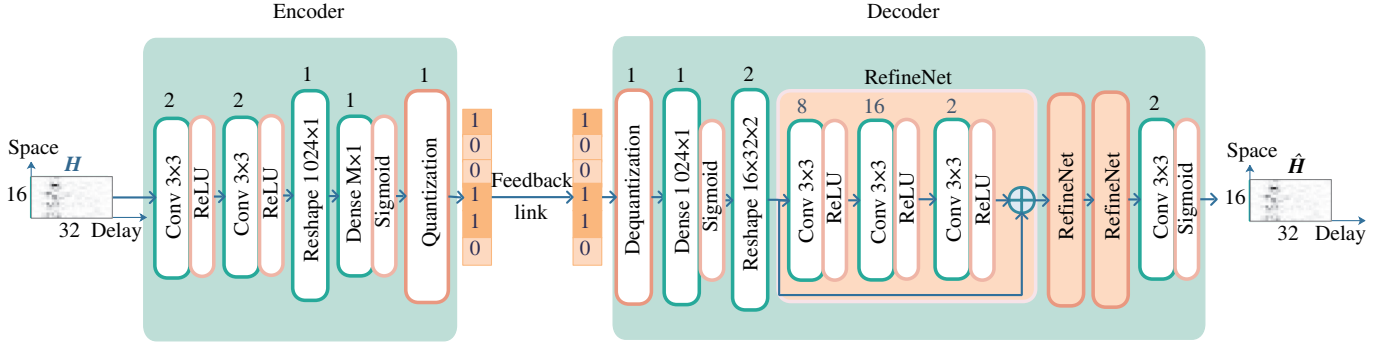 Encoder
Decoder
2
2
1
1
1
1
1
2
RefineNet
8
16
2
2
Space
H
16
32
Delay
Conv 3×3
ReLU
Conv 3×3
ReLU
Reshape 1024×1
Dense M×1
Sigmoid
Quantization
1
0
0
1
1
0
Feedback
link
1
0
0
1
1
0
Dequantization
Dense 1024×1
Sigmoid
Reshape 16×32×2
Conv 3×3
ReLU
Conv 3×3
ReLU
Conv 3×3
ReLU
RefineNet
RefineNet
Conv 3×3
Sigmoid
Space
Ĥ
16
32
Delay